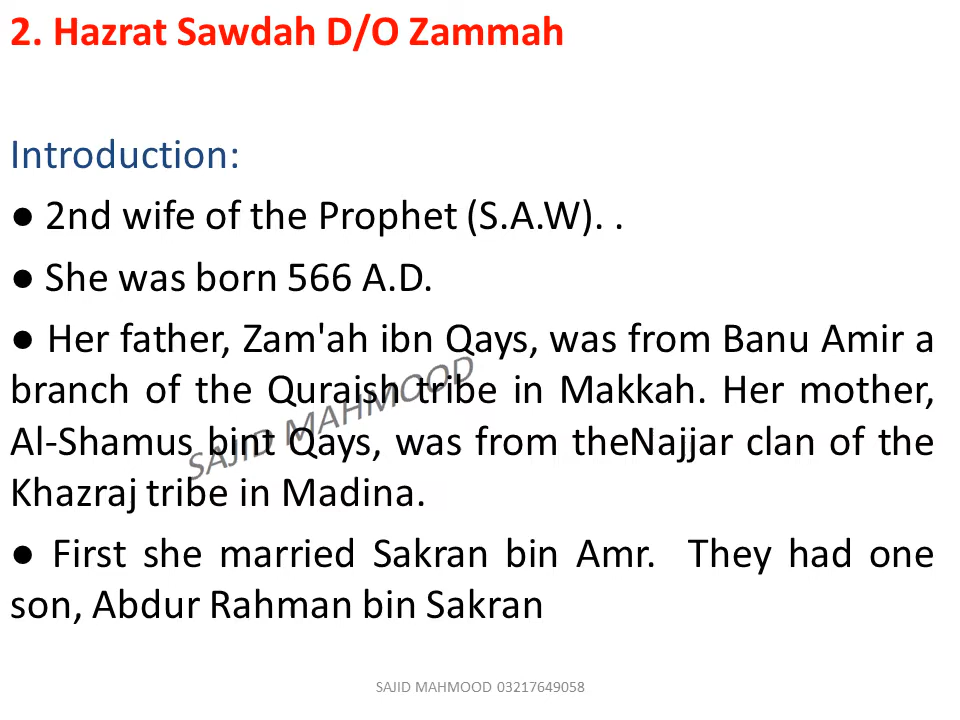 2. Hazrat Sawdah D/O Zammah
Introduction:
● 2nd wife of the Prophet (S.A.W). .
● She was born 566 A.D.
● Her father, Zam'ah ibn Qays, was from Banu Amir a
branch of the Quraish tribe in Makkah. Her mother,
Al-Shamus bint Qays, was from theNajjar clan of the
Khazraj tribe in Madina.
● First she married Sakran bin Amr. They had one
son, Abdur Rahman bin Sakran
SAJID MAHMOOD
SAJID MAHMOOD 03217649058